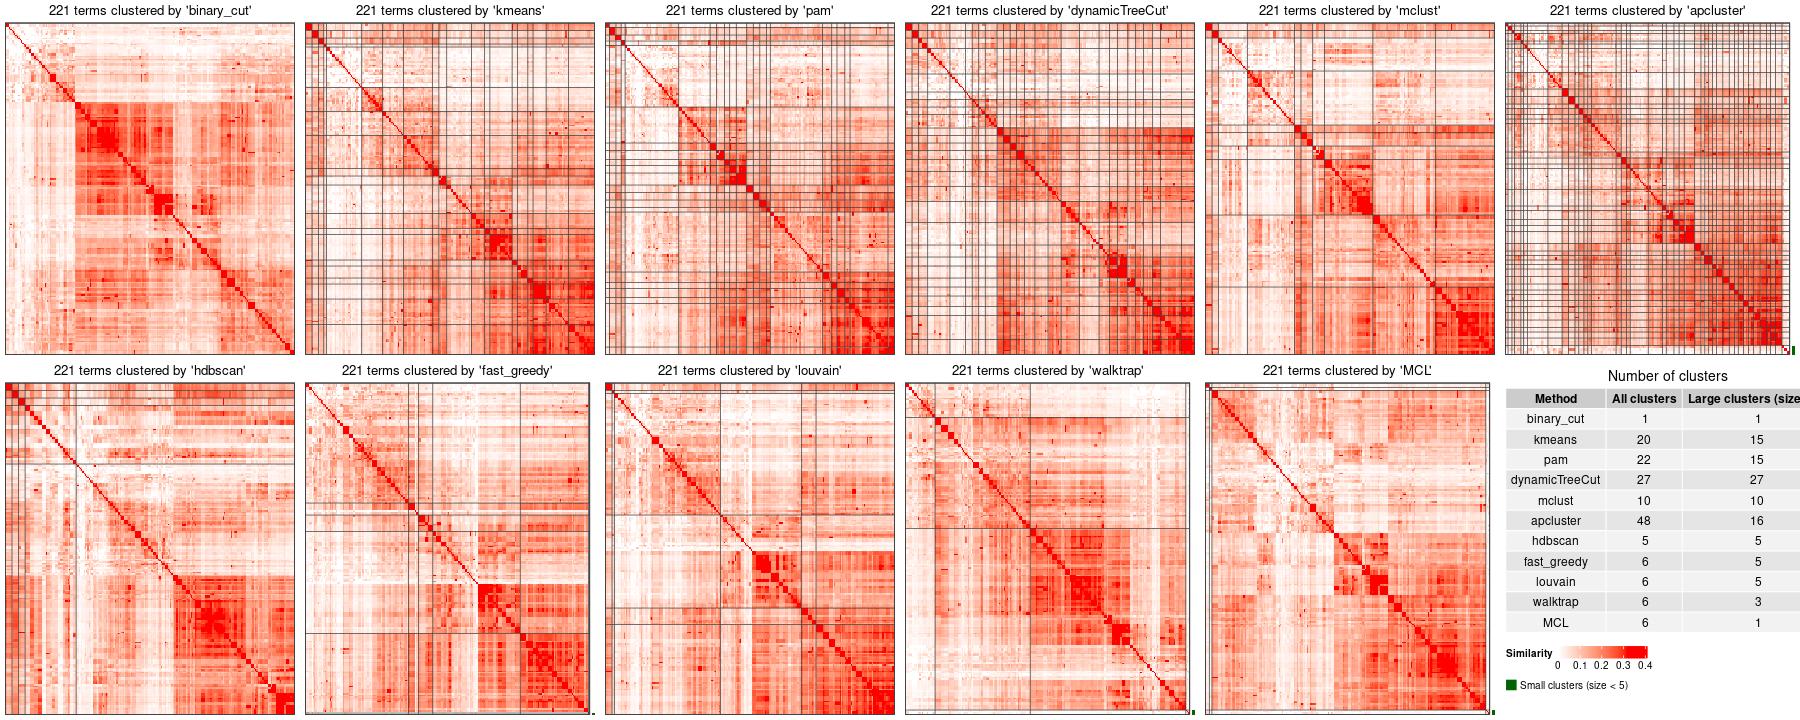 221 terms clustered by 'binary_cut'
221 terms clustered by 'kmeans'
221 terms clustered by 'pam'
221 terms clustered by 'dynamicTreeCut'
221 terms clustered by 'mclust'
221 terms clustered by 'apcluster'
221 terms clustered by 'hdbscan'
221 terms clustered by 'fast_greedy'
221 terms clustered by 'louvain'
221 terms clustered by 'walktrap'
221 terms clustered by 'MCL'
Number of clusters
Method All clusters Large clusters (size
binary_cut 1 1
kmeans 20 15
pam 22 15
dynamicTreeCut 27 27
mclust 10 10
apcluster 48 16
hdbscan 5 5
fast_greedy 6 5
louvain 6 5
walktrap 6 3
MCL 6 1
Similarity
0 0.1 0.2 0.3 0.4
Small clusters (size < 5)